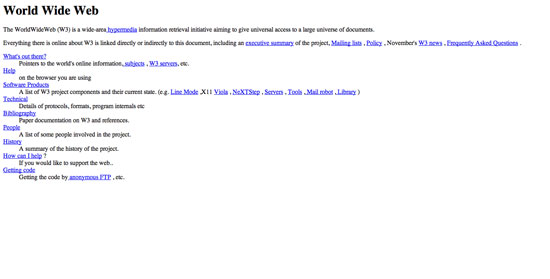 World Wide Web
The WorldWideWeb (W3) is a wide-area hypermedia information retrieval initiative aiming to give universal access to a large universe of documents.
Everything there is online about W3 is linked directly or indirectly to this document, including an executive summary of the project, Mailing lists , Policy , November's W3 news , Frequently Asked Questions .
What's out there?
Pointers to the world's online information, subjects , W3 servers, etc.
Help
on the browser you are using
Software Products
A list of W3 project components and their current state. (e.g. Line Mode ,X11 Viola , NeXTStep , Servers , Tools , Mail robot , Library )
Technical
Details of protocols, formats, program internals etc
Bibliography
Paper documentation on W3 and references.
People
A list of some people involved in the project.
History
A summary of the history of the project.
How can I help ?
If you would like to support the web..
Getting code
Getting the code by anonymous FTP , etc.